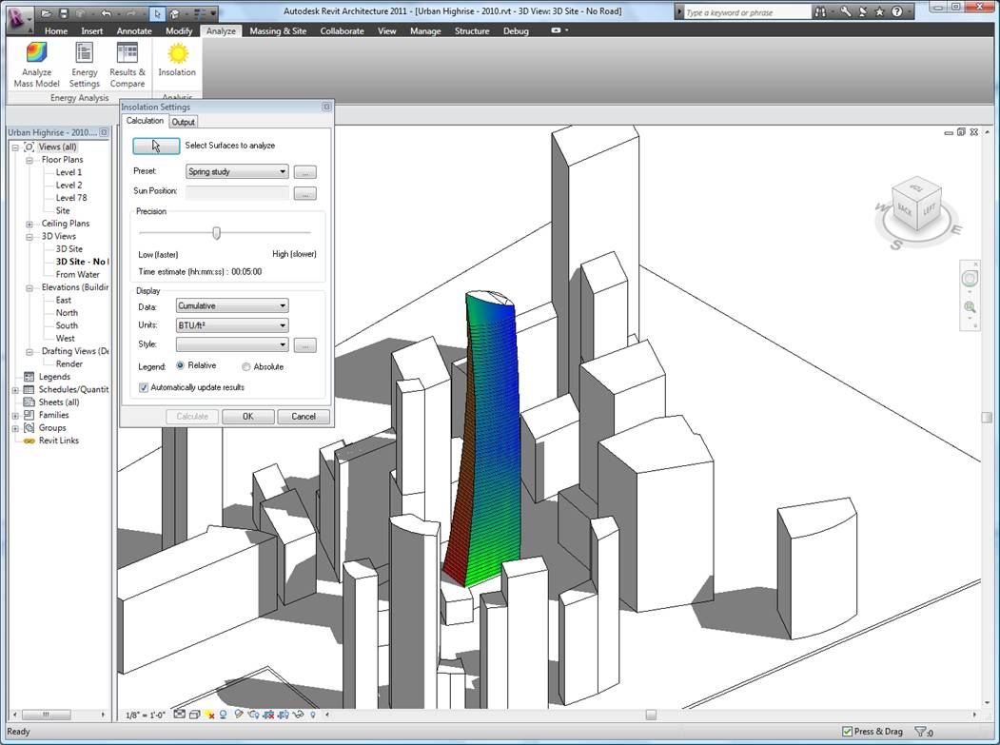 Autodesk Revit Architecture 2011 - [Urban Highrise - 2010.rvt - 3D View: 3D Site - No Road]
Type a keyword or phrase
Home Insert Annotate Modify Analyze Massing & Site Collaborate View Manage Structure Debug
Analyze Mass Model
Energy Settings
Results & Compare
Insolation
Energy Analysis
Analysis
Urban Highrise - 2010....
Views (all)
Floor Plans
Level 1
Level 2
Level 78
Site
Ceiling Plans
3D Views
3D Site
3D Site - No
From Water
Elevations (Buildin
East
North
South
West
Drafting Views (De
Render
Legends
Schedules/Quantit
Sheets (all)
Families
Groups
Revit Links
Insolation Settings
Calculation Output
Select Surfaces to analyze
Preset: Spring study ...
Sun Position: ...
Precision
Low (faster) High (slower)
Time estimate (hh:mm:ss) : 00:05:00
Display
Data: Cumulative
Units: BTU/ft²
Style: ...
Legend: Relative Absolute
Automatically update results
Calculate OK Cancel
TOP
BACK LEFT
W S E
1/8" = 1'-0"
Ready
Press & Drag :0